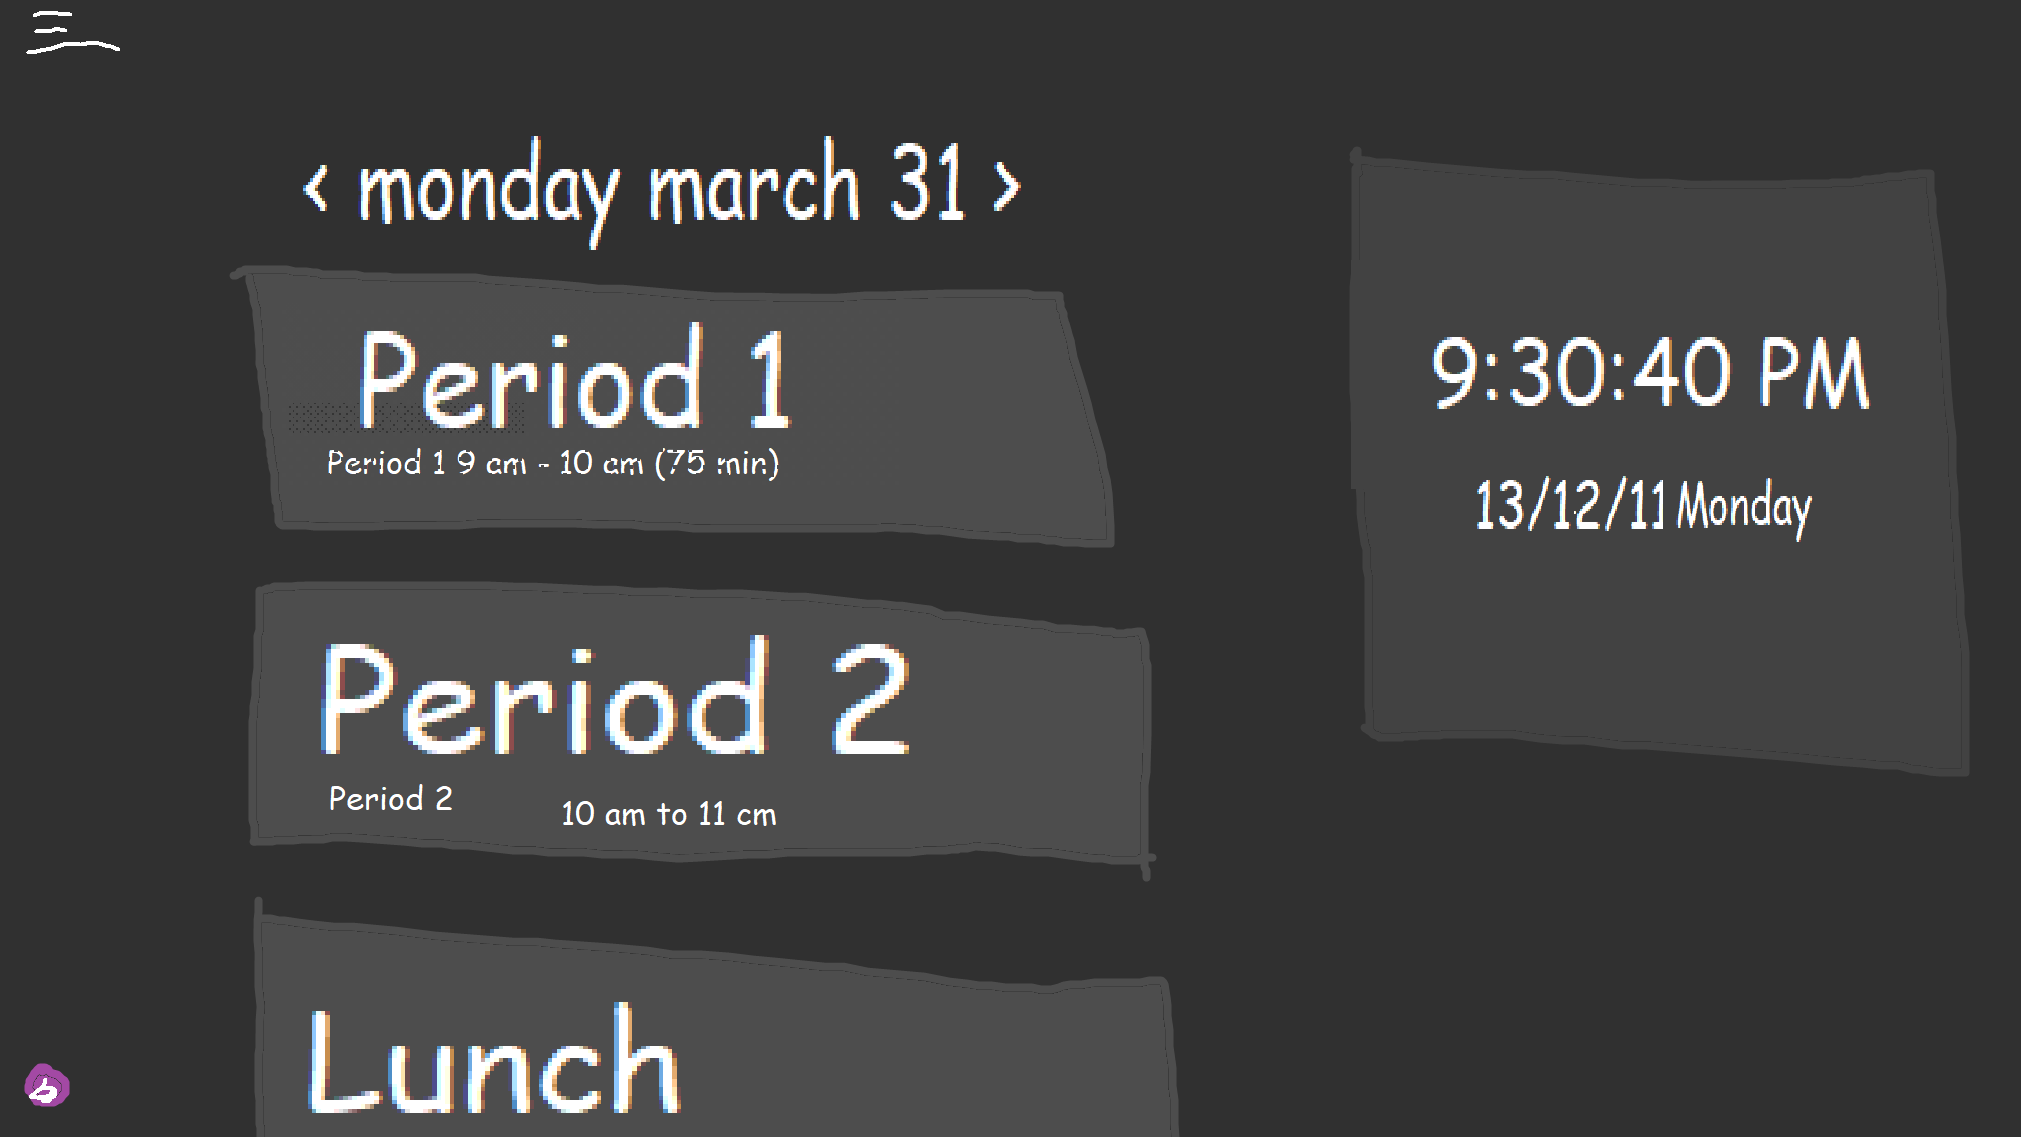 < monday march 31 >
Period 1
Period 1 9 am - 10 am (75 min)
Period 2
Period 2 10 am to 11 cm
Lunch
9:30:40 PM
13/12/11 Monday